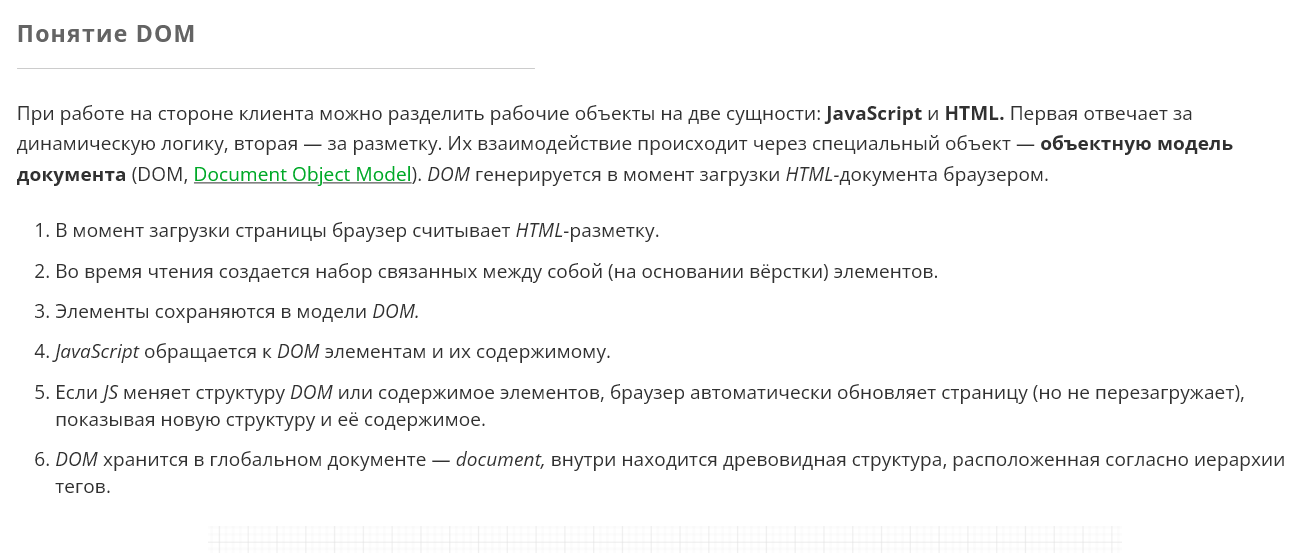 Понятие DOM
При работе на стороне клиента можно разделить рабочие объекты на две сущности: JavaScript и HTML. Первая отвечает за
динамическую логику, вторая — за разметку. Их взаимодействие происходит через специальный объект — объектную модель
документа (DOM, Document Object Model). DOM генерируется в момент загрузки HTML-документа браузером.
1. В момент загрузки страницы браузер считывает HTML-разметку.
2. Во время чтения создается набор связанных между собой (на основании вёрстки) элементов.
3. Элементы сохраняются в модели DOM.
4. JavaScript обращается к DOM элементам и их содержимому.
5. Если JS меняет структуру DOM или содержимое элементов, браузер автоматически обновляет страницу (но не перезагружает),
показывая новую структуру и её содержимое.
6. DOM хранится в глобальном документе — document, внутри находится древовидная структура, расположенная согласно иерархии
тегов.